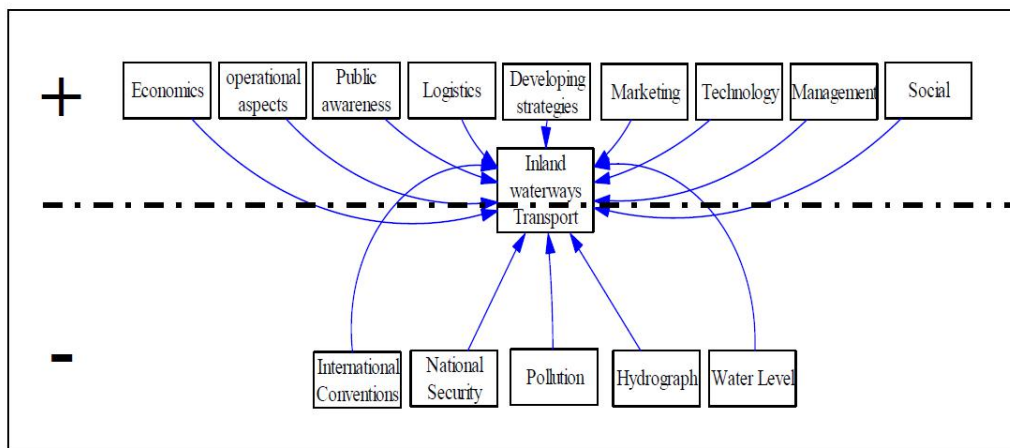 +
Economics
operational
aspects
Public
awareness
Logistics
Developing
strategies
Marketing
Technology
Management
Social
Inland
waterways
Transport
-
International
Conventions
National
Security
Pollution
Hydrograph
Water Level